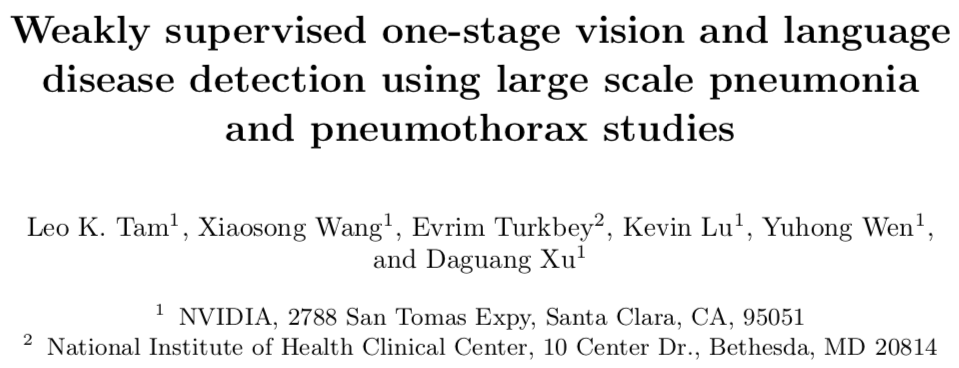 Weakly supervised one-stage vision and language
disease detection using large scale pneumonia
and pneumothorax studies
Leo K. Tam¹, Xiaosong Wang¹, Evrim Turkbey², Kevin Lu¹, Yuhong Wen¹,
and Daguang Xu¹
¹ NVIDIA, 2788 San Tomas Expy, Santa Clara, CA, 95051
² National Institute of Health Clinical Center, 10 Center Dr., Bethesda, MD 20814